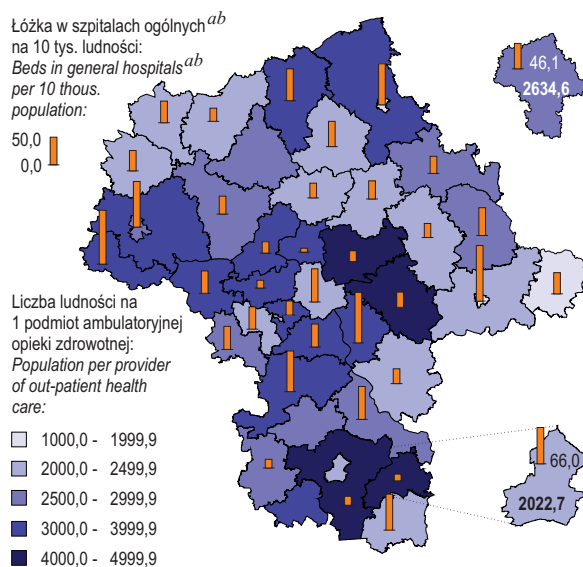 Łóżka w szpitalach ogólnych ab
na 10 tys. ludności:
Beds in general hospitals ab
per 10 thous.
population:
50,0
0,0
46,1
2634,6
Liczba ludności na
1 podmiot ambulatoryjnej
opieki zdrowotnej:
Population per provider
of out-patient health
care:
1000,0 - 1999,9
2000,0 - 2499,9
2500,0 - 2999,9
3000,0 - 3999,9
4000,0 - 4999,9
66,0
2022,7